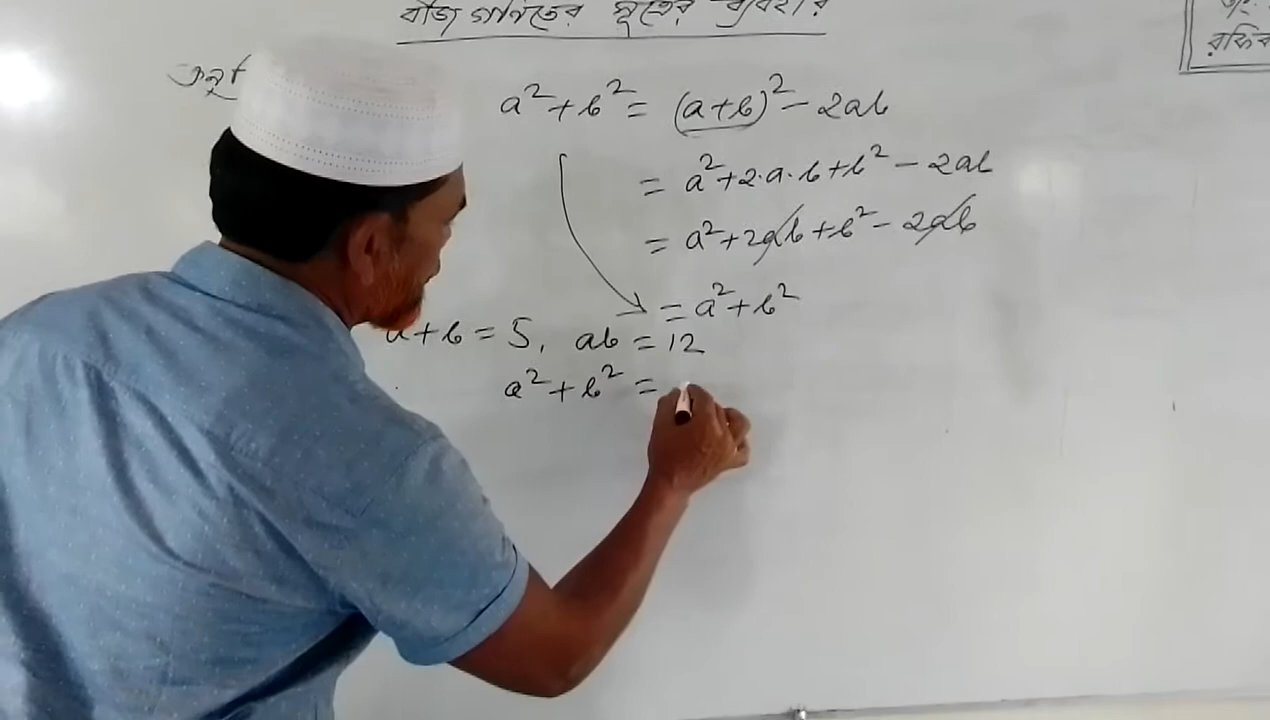 বীজ গণিতের সূত্রের ব্যবহার
a² + b² = (a+b)² − 2ab
= a² + 2·a·b + b² − 2ab
= a² + 2ab + b² − 2ab
= a² + b²
a + b = 5, ab = 12
a² + b² =